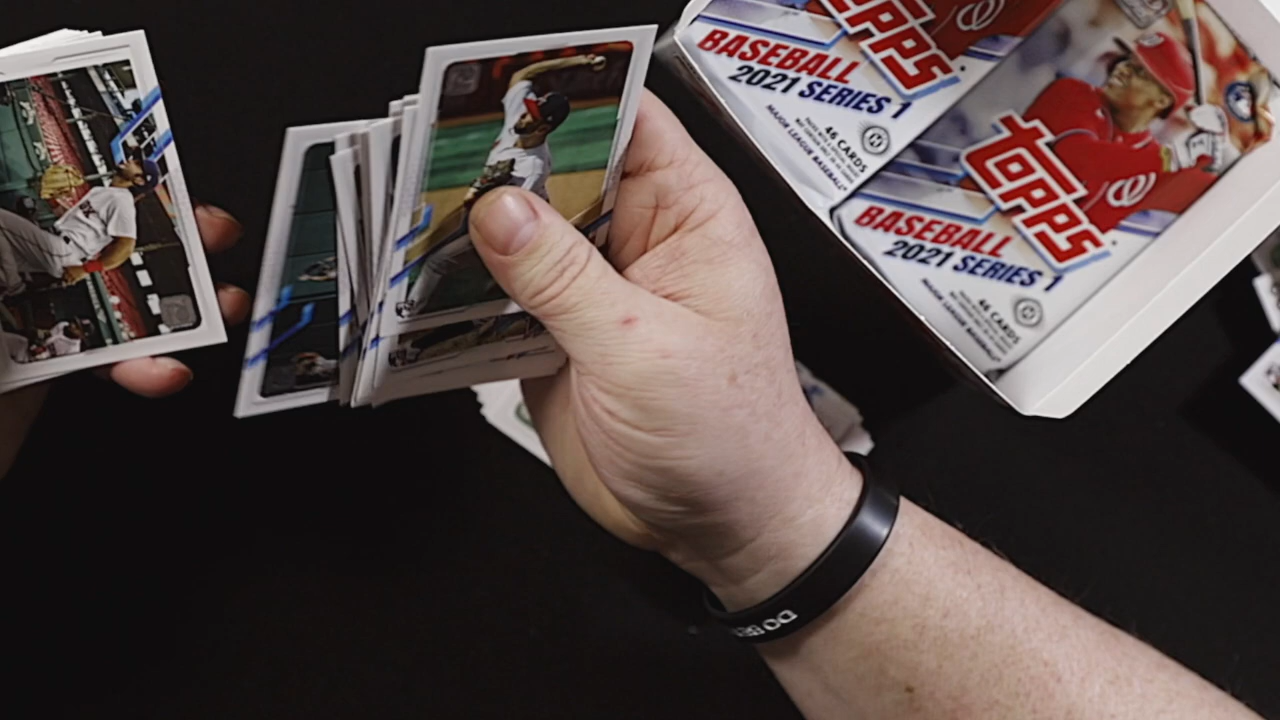 TOPPS
BASEBALL
2021 SERIES 1
46 CARDS
MAJOR LEAGUE BASEBALL
TOPPS
BASEBALL
2021 SERIES 1
46 CARDS
MAJOR LEAGUE BASEBALL
DO